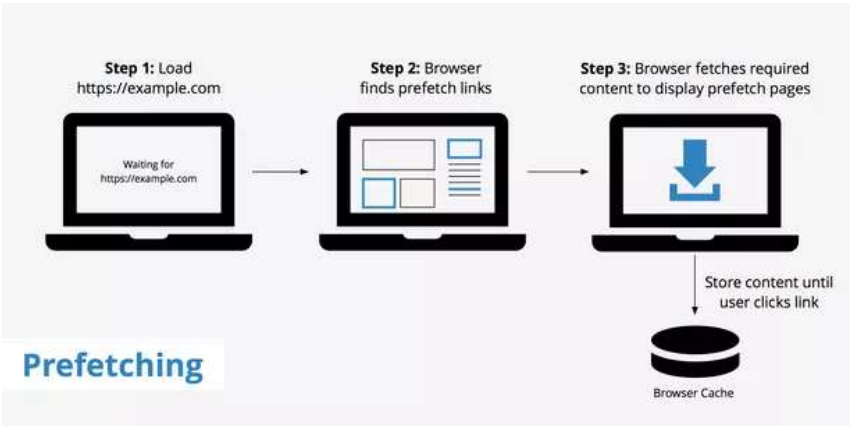 Step 1: Load
https://example.com
Step 2: Browser
finds prefetch links
Step 3: Browser fetches required
content to display prefetch pages
Waiting for
https://example.com
Store content until
user clicks link
Prefetching
Browser Cache